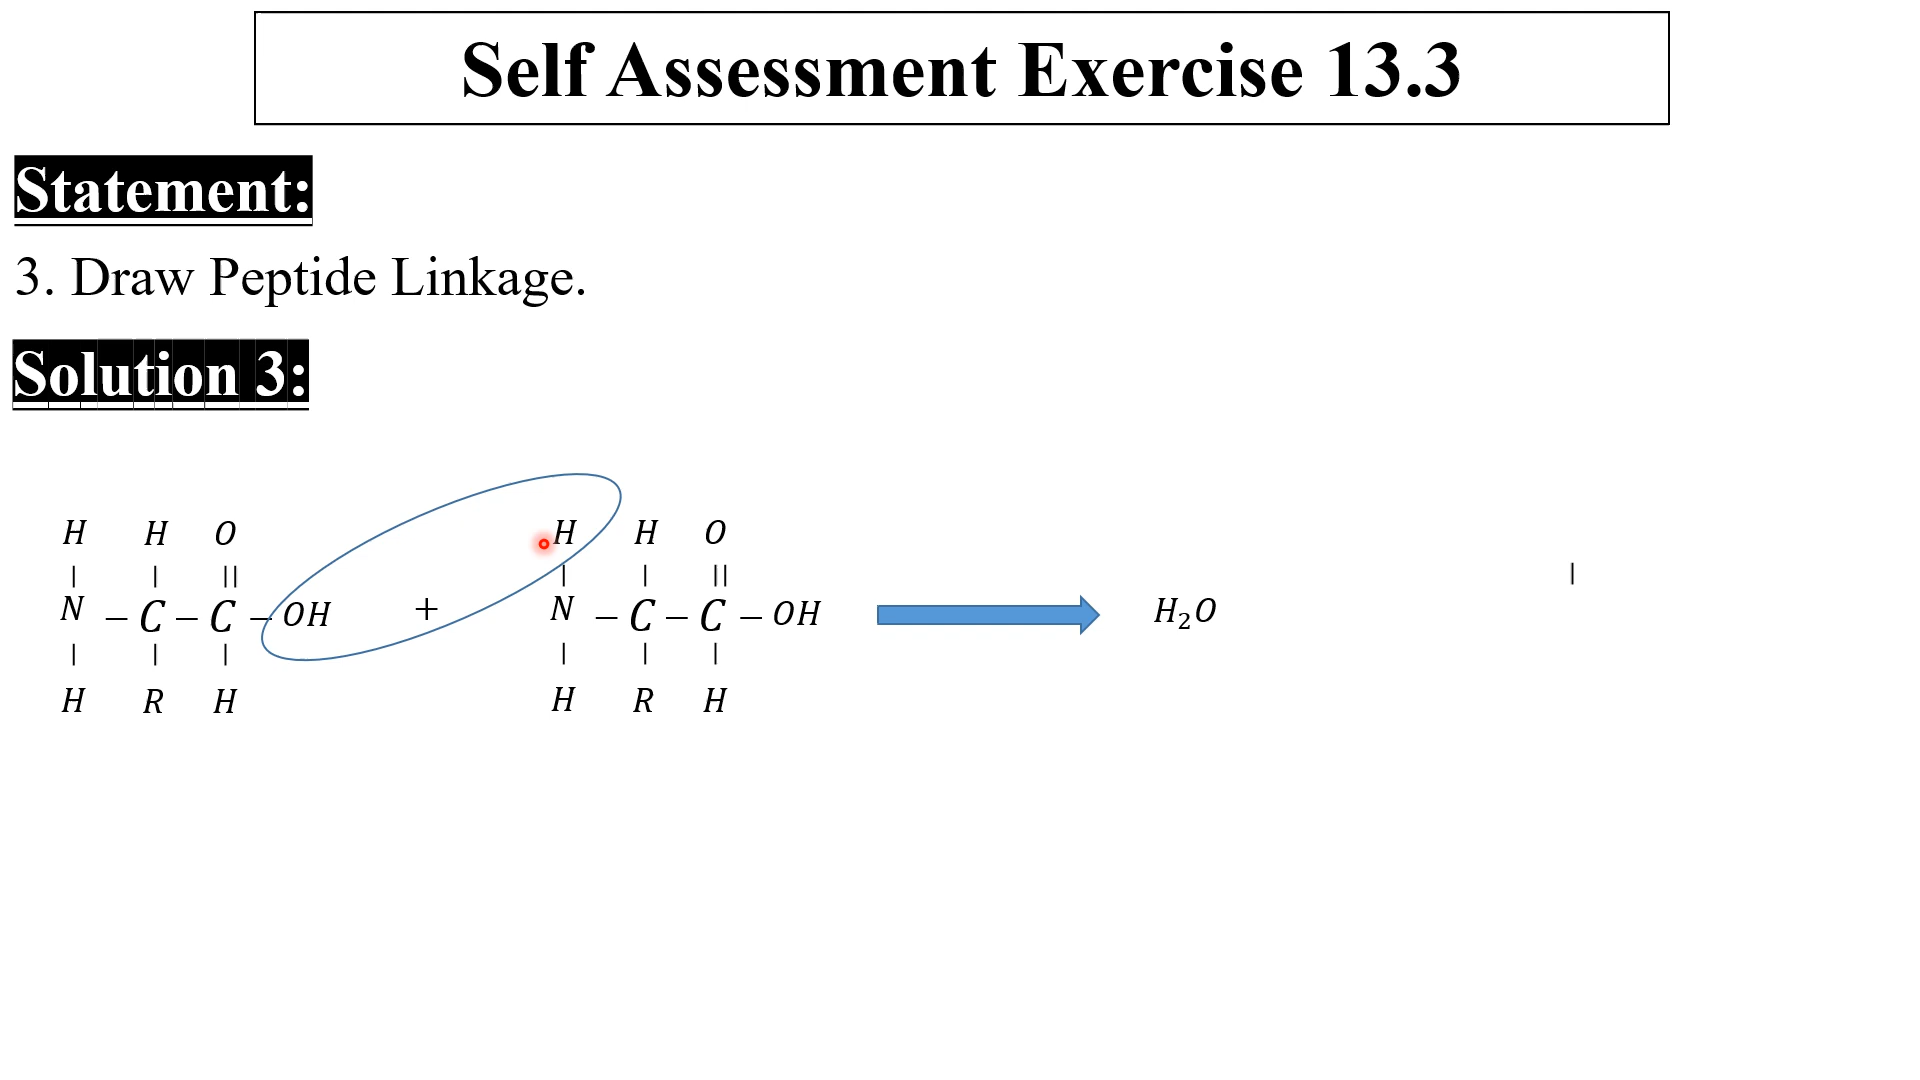 Self Assessment Exercise 13.3
Statement:
3. Draw Peptide Linkage.
Solution 3:
H H O H H O
| | || | | || |
N – C – C – OH + N – C – C – OH H₂O
| | | | | |
H R H H R H